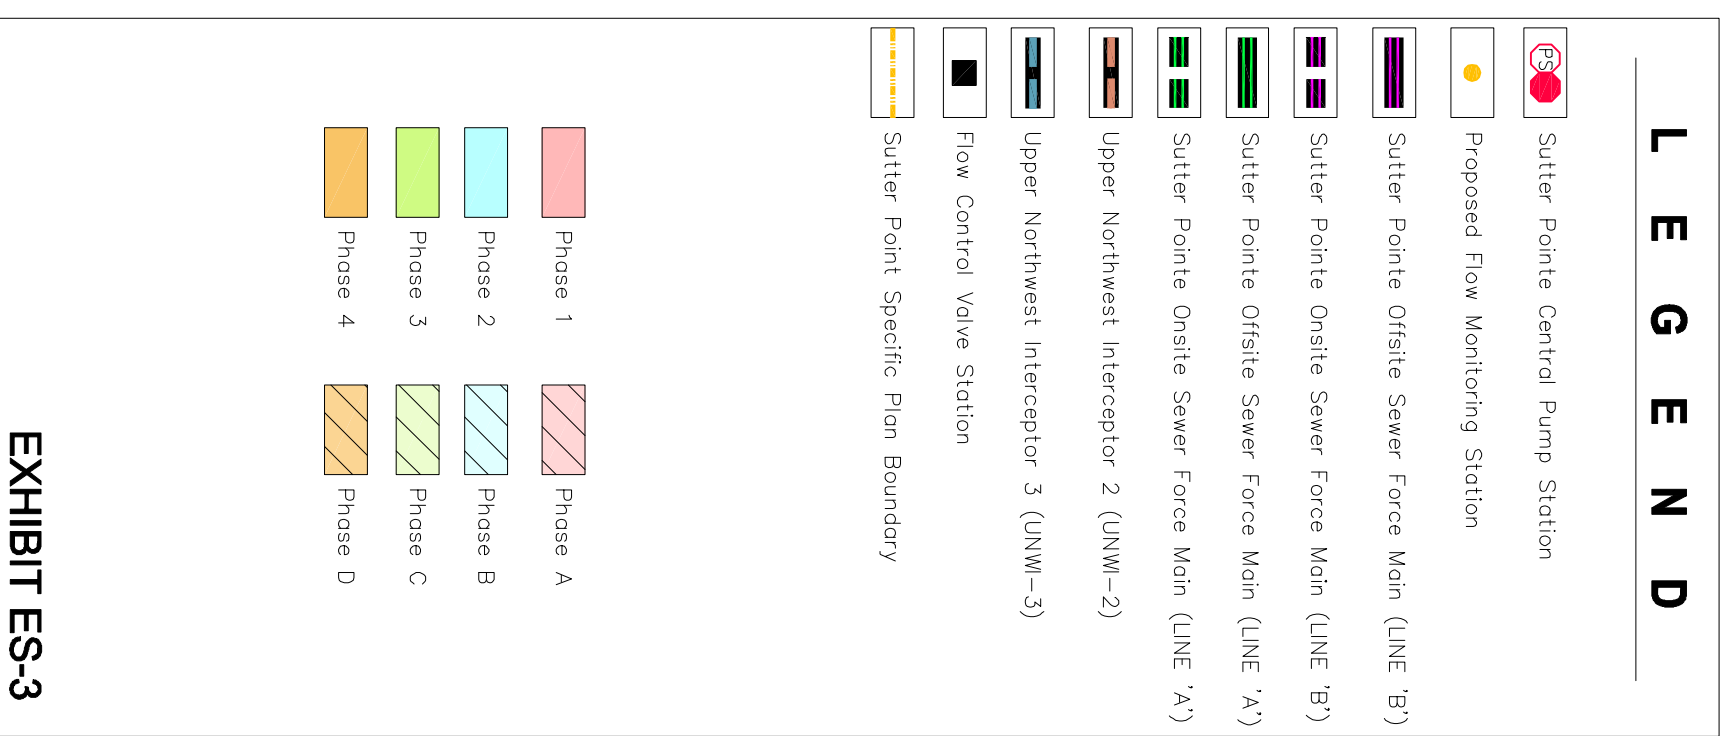 LEGEND
PS
Sutter Pointe Central Pump Station
Proposed Flow Monitoring Station
Sutter Pointe Offsite Sewer Force Main (LINE 'B')
Sutter Pointe Onsite Sewer Force Main (LINE 'B')
Sutter Pointe Offsite Sewer Force Main (LINE 'A')
Sutter Pointe Onsite Sewer Force Main (LINE 'A')
Upper Northwest Interceptor 2 (UNWI-2)
Upper Northwest Interceptor 3 (UNWI-3)
Flow Control Valve Station
Sutter Point Specific Plan Boundary
Phase 1
Phase A
Phase 2
Phase B
Phase 3
Phase C
Phase 4
Phase D
EXHIBIT ES-3